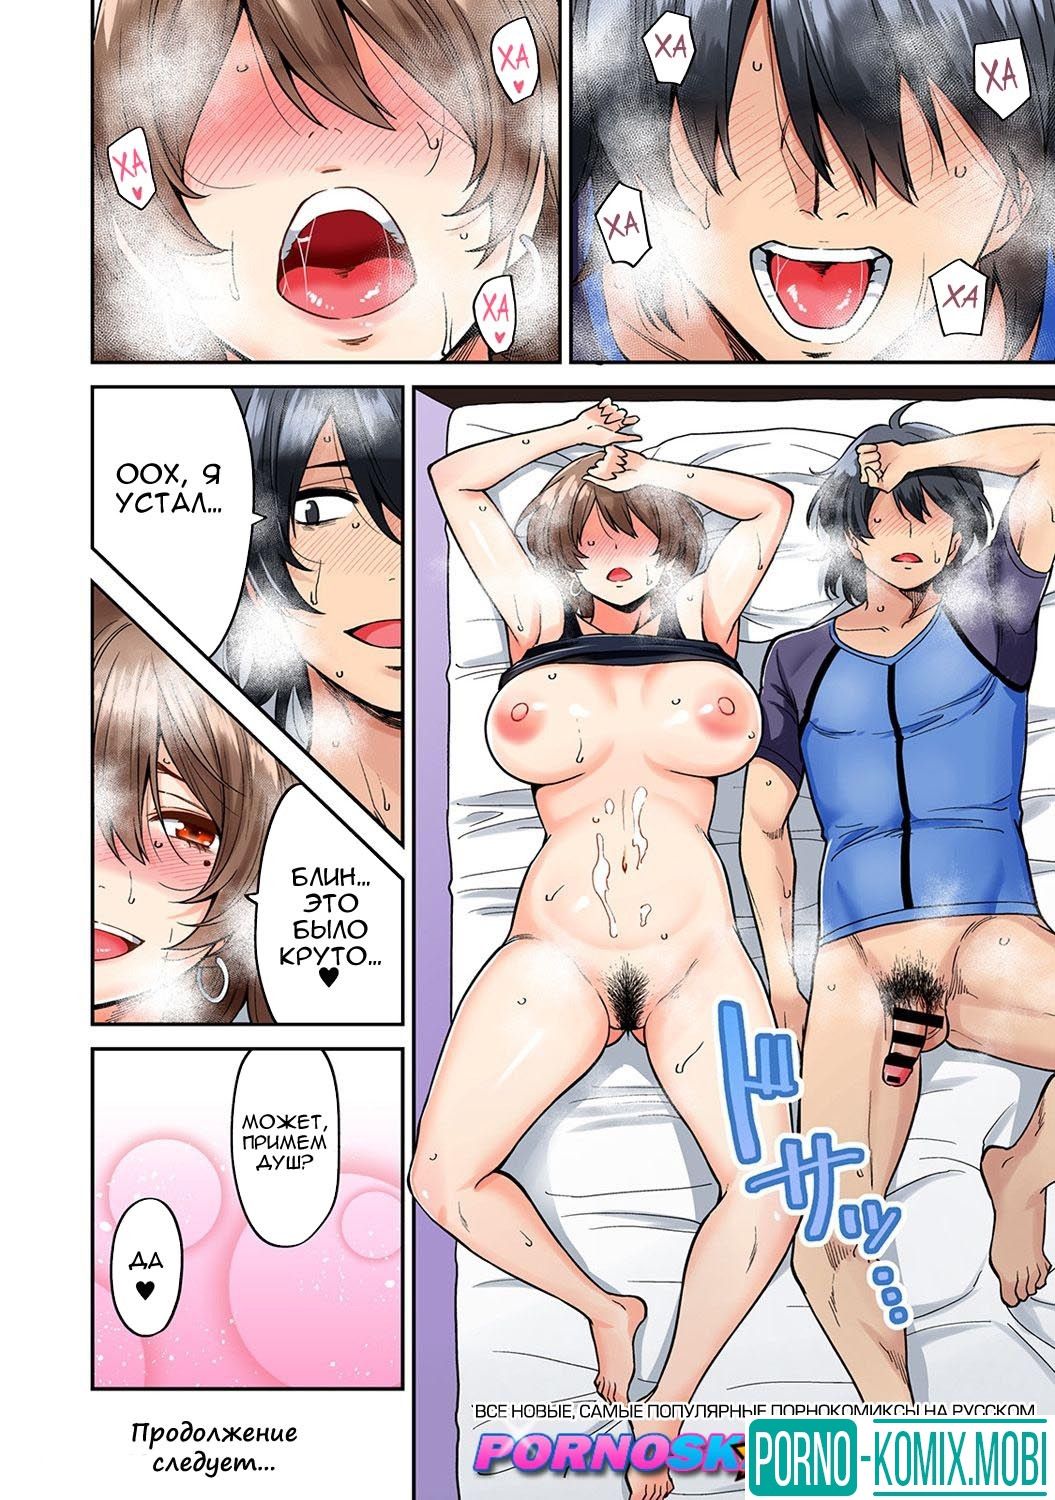 ХА
ХА
ХА
ХА
ХА
ХА
ХА
ООХ, Я
УСТАЛ...
БЛИН...
ЭТО
БЫЛО
КРУТО...
♥
ドサッ…
МОЖЕТ,
ПРИМЕМ
ДУШ?
ДА
♥
Продолжение
следует...
ВСЕ НОВЫЕ, САМЫЕ ПОПУЛЯРНЫЕ ПОРНОКОМИКСЫ НА РУССКОМ
PORNOSK
PORNO-KOMIX.MOBI